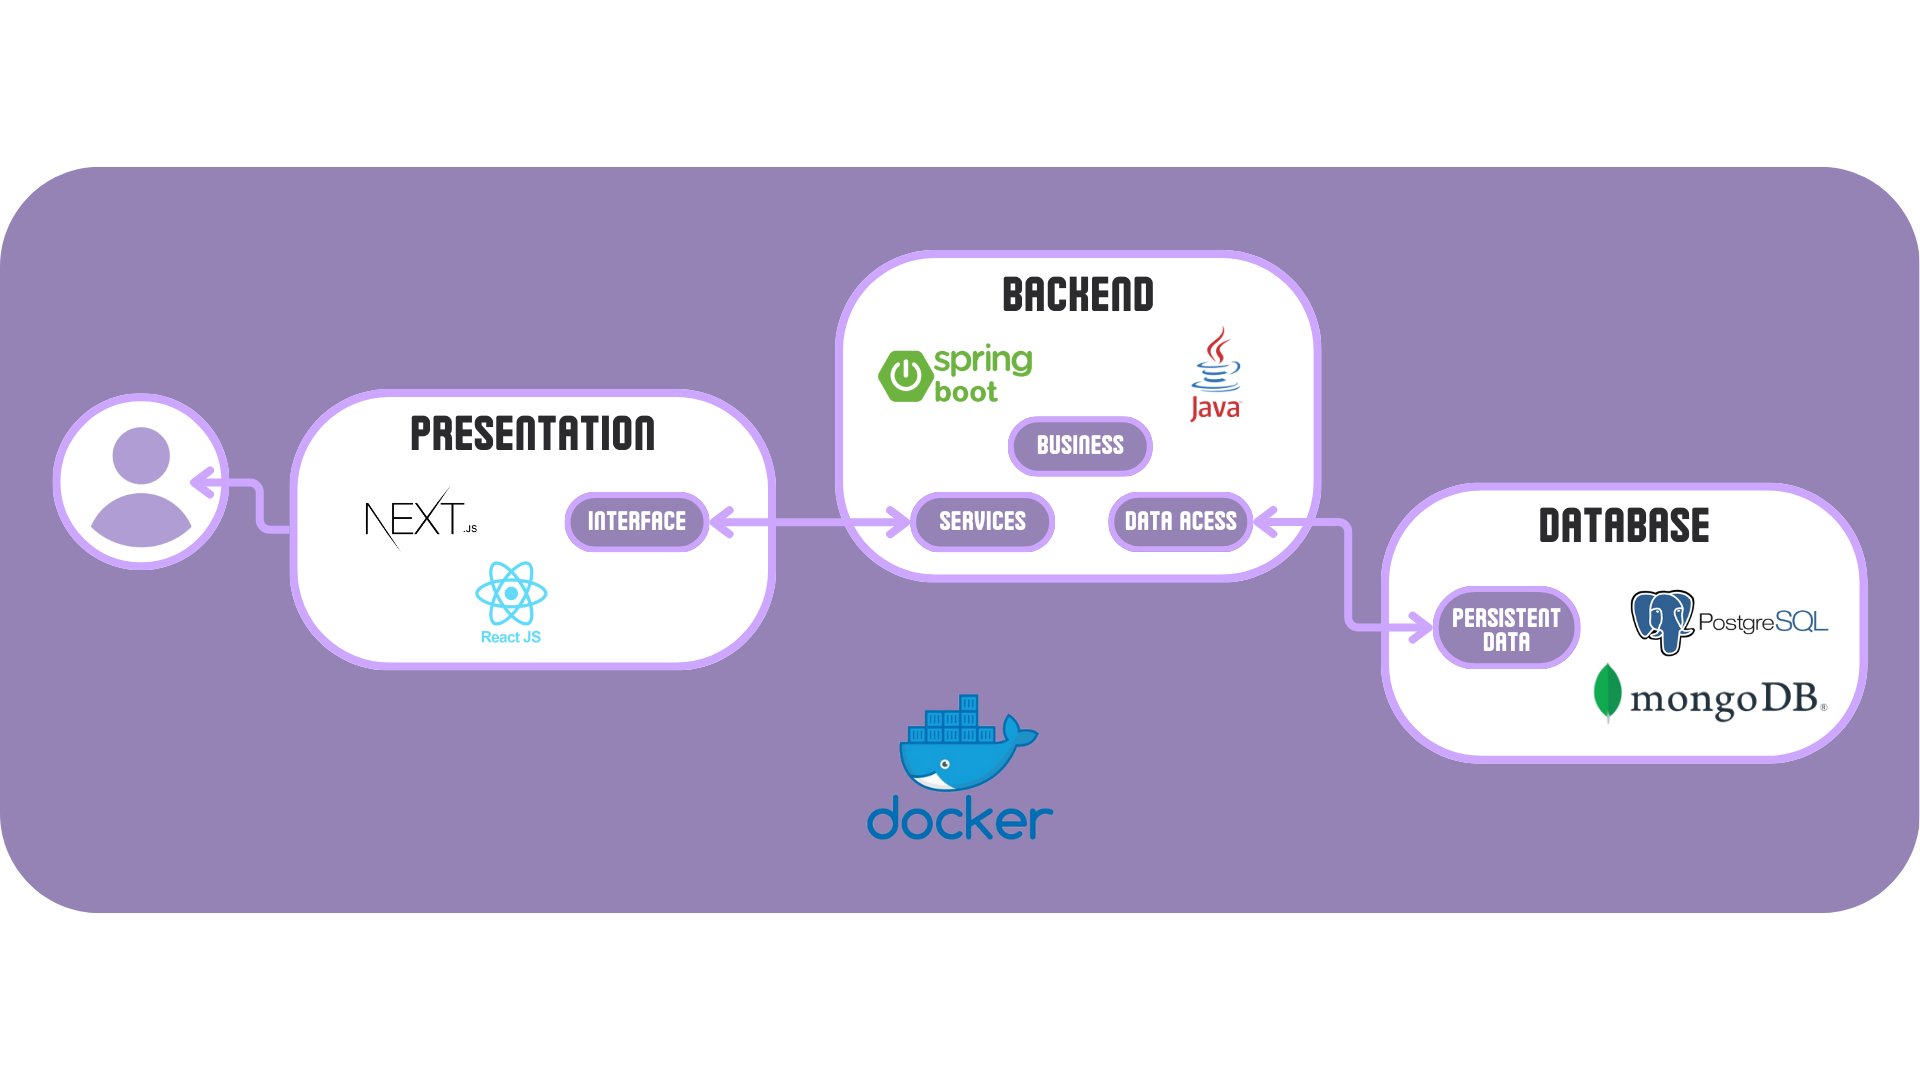 PRESENTATION
NEXT.JS
INTERFACE
React JS
BACKEND
spring
boot
Java
BUSINESS
SERVICES
DATA ACESS
DATABASE
PERSISTENT
DATA
PostgreSQL
mongoDB®
docker